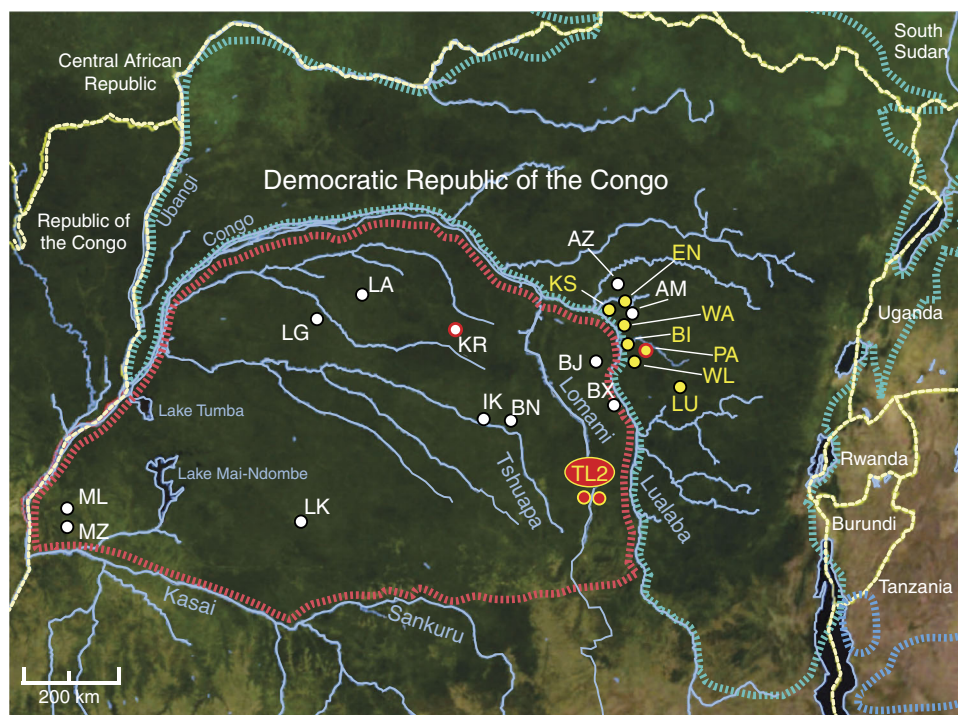 South
Sudan
Central African
Republic
Ubangi
Democratic Republic of the Congo
Republic of
the Congo
Congo
AZ
EN
KS
AM
LA
WA
Uganda
LG
BI
KR
PA
BJ
WL
BX
LU
IK
BN
Lomami
Lake Tumba
Rwanda
Lake Mai-Ndombe
TL2
Tshuapa
Lualaba
ML
LK
MZ
Burundi
Tanzania
Kasai
Sankuru
200 km